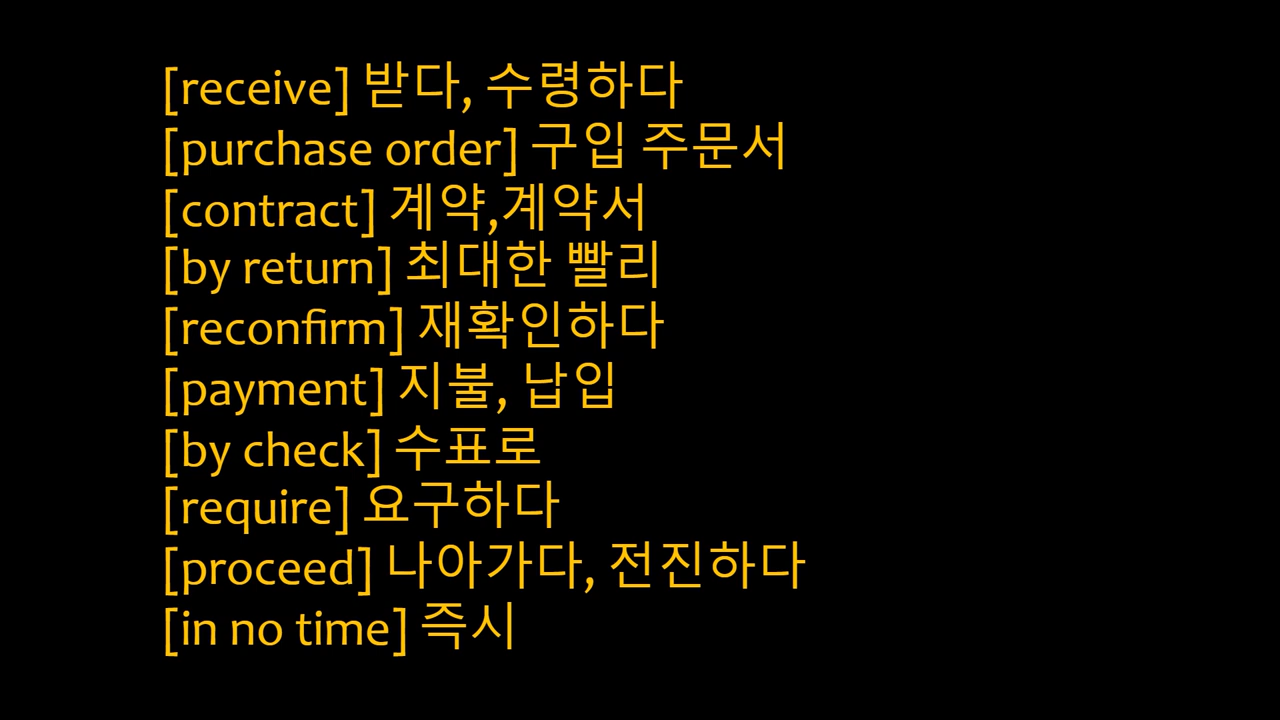 [receive] 받다, 수령하다
[purchase order] 구입 주문서
[contract] 계약,계약서
[by return] 최대한 빨리
[reconfirm] 재확인하다
[payment] 지불, 납입
[by check] 수표로
[require] 요구하다
[proceed] 나아가다, 전진하다
[in no time] 즉시